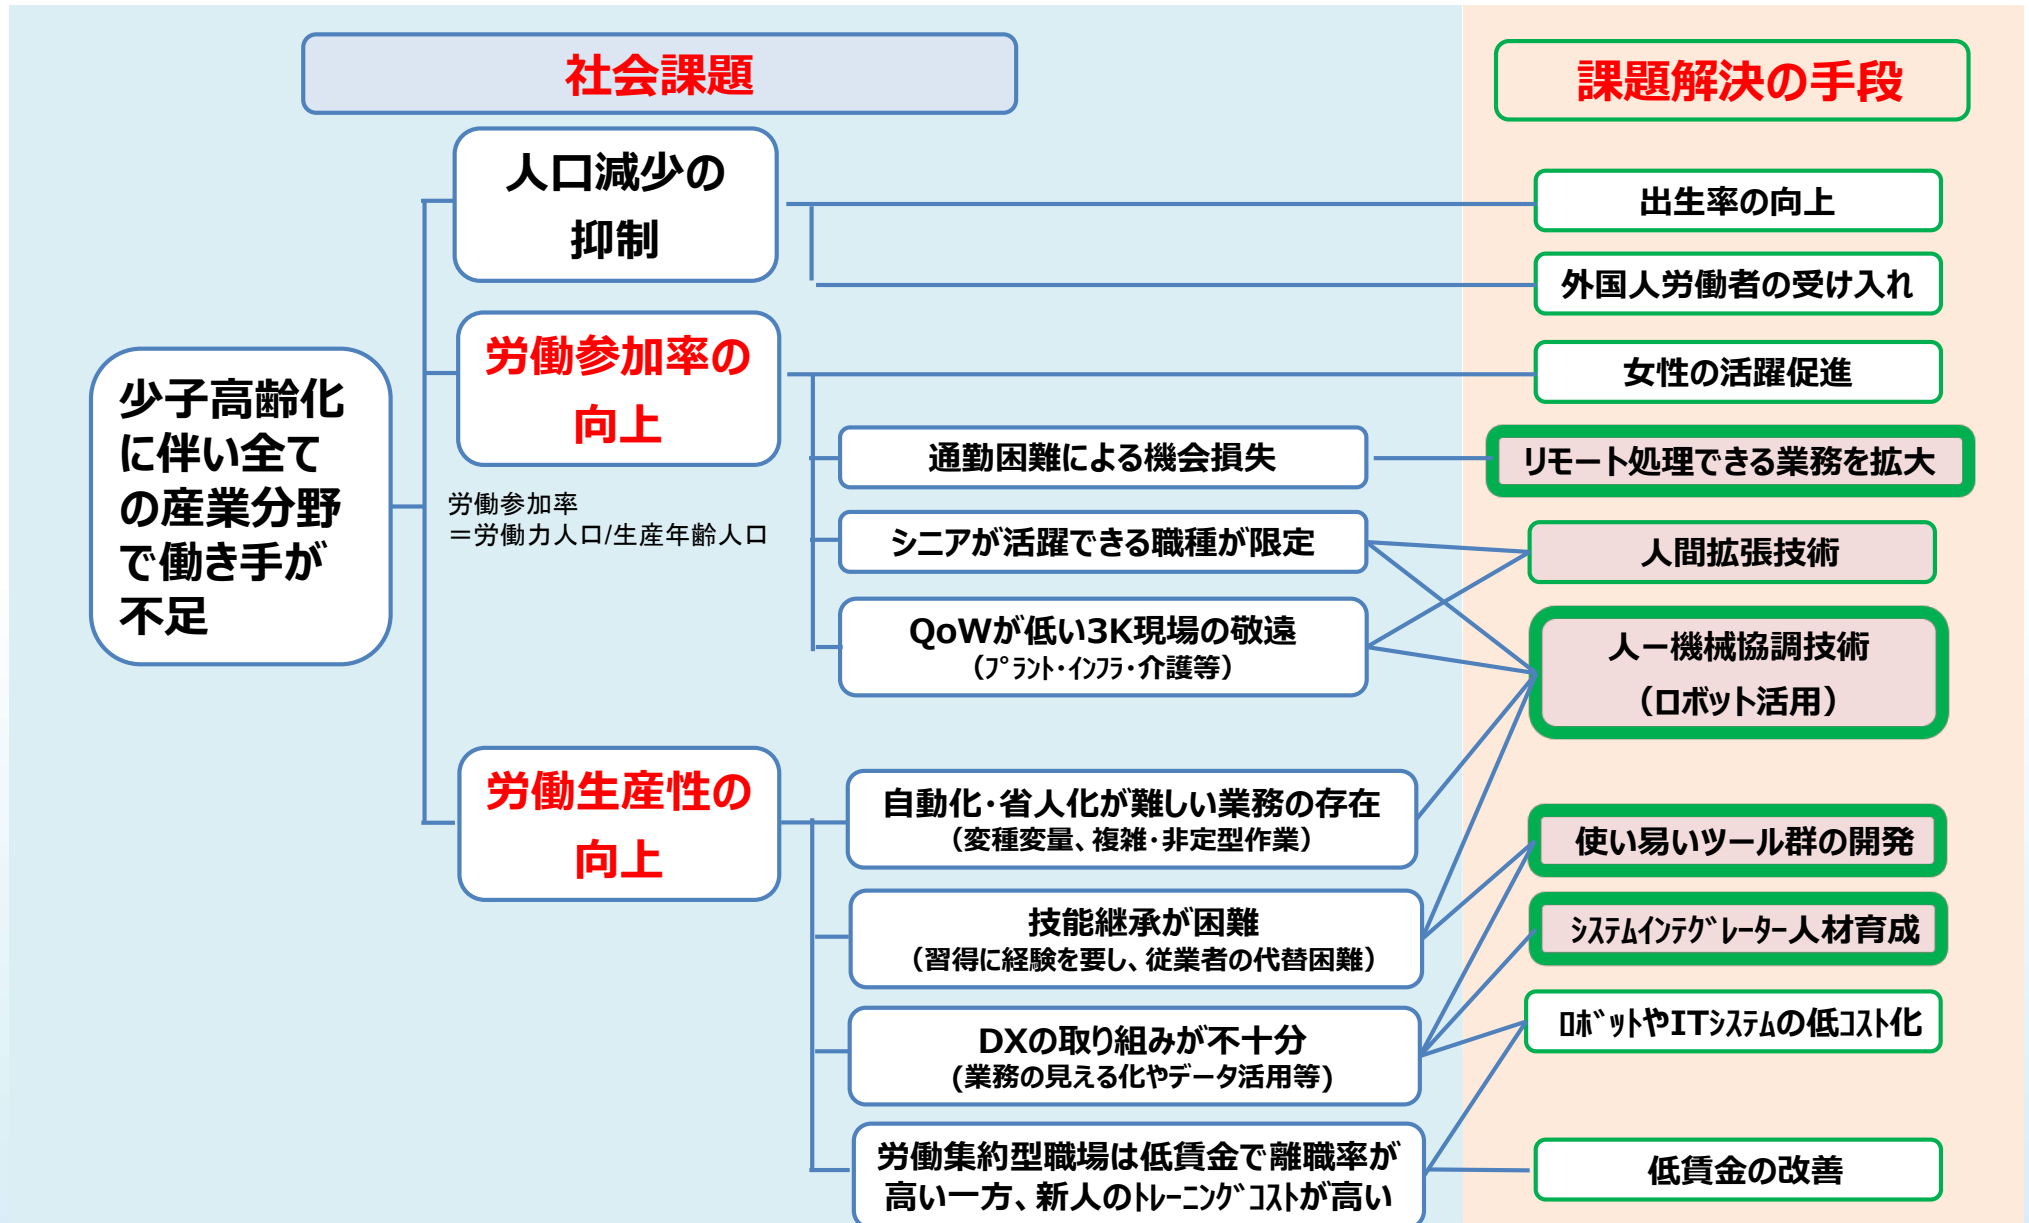 社会課題
課題解決の手段
人口減少の
抑制
出生率の向上
外国人労働者の受け入れ
少子高齢化
に伴い全て
の産業分野
で働き手が
不足
労働参加率の
向上
労働参加率
＝労働力人口/生産年齢人口
女性の活躍促進
通勤困難による機会損失
リモート処理できる業務を拡大
シニアが活躍できる職種が限定
人間拡張技術
QoWが低い3K現場の敬遠
（ﾌﾟﾗﾝﾄ・ｲﾝﾌﾗ・介護等）
人ー機械協調技術
（ロボット活用）
労働生産性の
向上
自動化・省人化が難しい業務の存在
（変種変量、複雑・非定型作業）
使い易いツール群の開発
技能継承が困難
（習得に経験を要し、従業者の代替困難）
ｼｽﾃﾑｲﾝﾃｸﾞﾚｰﾀｰ人材育成
DXの取り組みが不十分
(業務の見える化やデータ活用等)
ﾛﾎﾞｯﾄやITｼｽﾃﾑの低ｺｽﾄ化
労働集約型職場は低賃金で離職率が
高い一方、新人のﾄﾚｰﾆﾝｸﾞｺｽﾄが高い
低賃金の改善